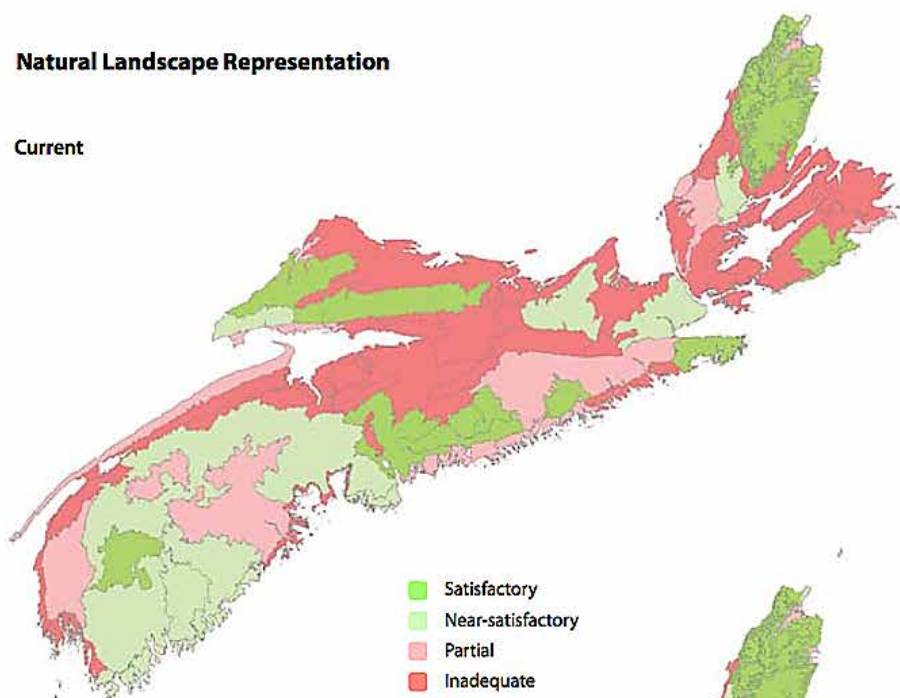 Natural Landscape Representation
Current
Satisfactory
Near-satisfactory
Partial
Inadequate